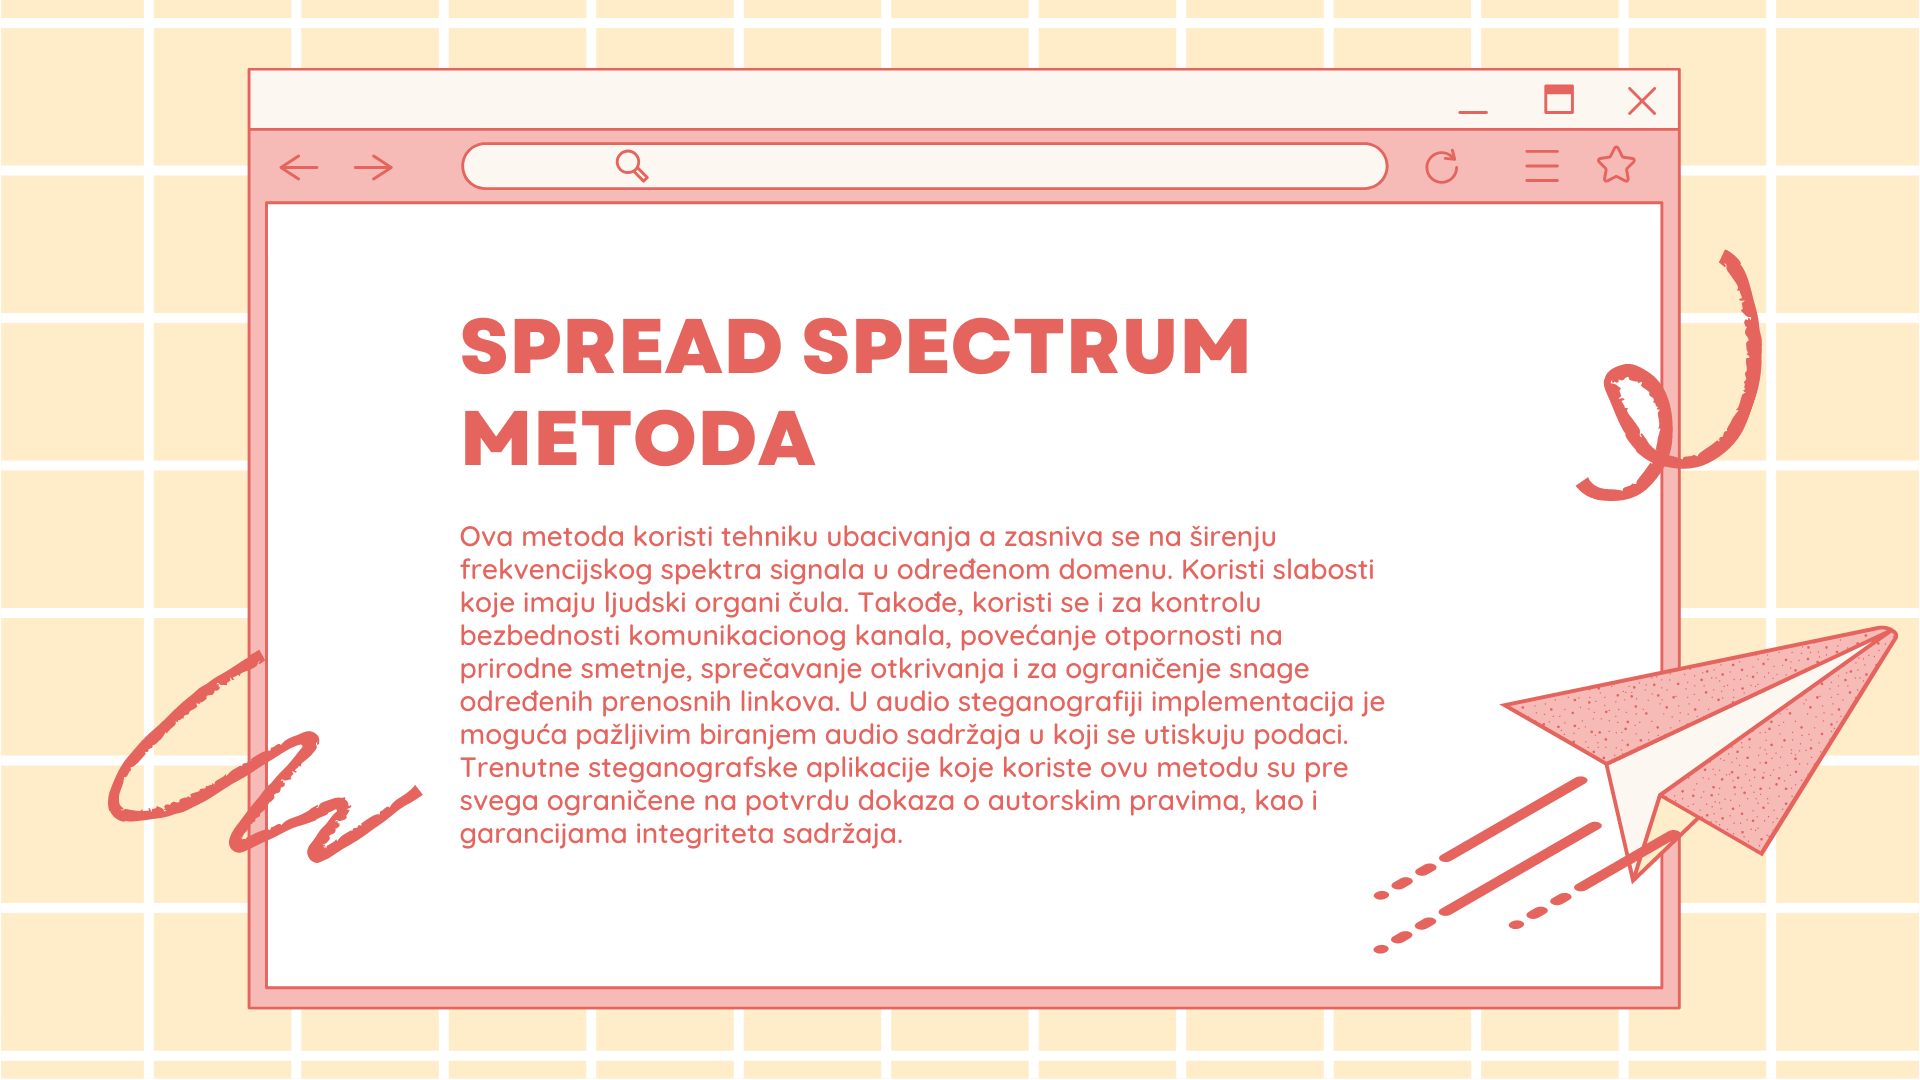 SPREAD SPECTRUM
METODA
Ova metoda koristi tehniku ubacivanja a zasniva se na širenju
frekvencijskog spektra signala u određenom domenu. Koristi slabosti
koje imaju ljudski organi čula. Takođe, koristi se i za kontrolu
bezbednosti komunikacionog kanala, povećanje otpornosti na
prirodne smetnje, sprečavanje otkrivanja i za ograničenje snage
određenih prenosnih linkova. U audio steganografiji implementacija je
moguća pažljivim biranjem audio sadržaja u koji se utiskuju podaci.
Trenutne steganografske aplikacije koje koriste ovu metodu su pre
svega ograničene na potvrdu dokaza o autorskim pravima, kao i
garancijama integriteta sadržaja.